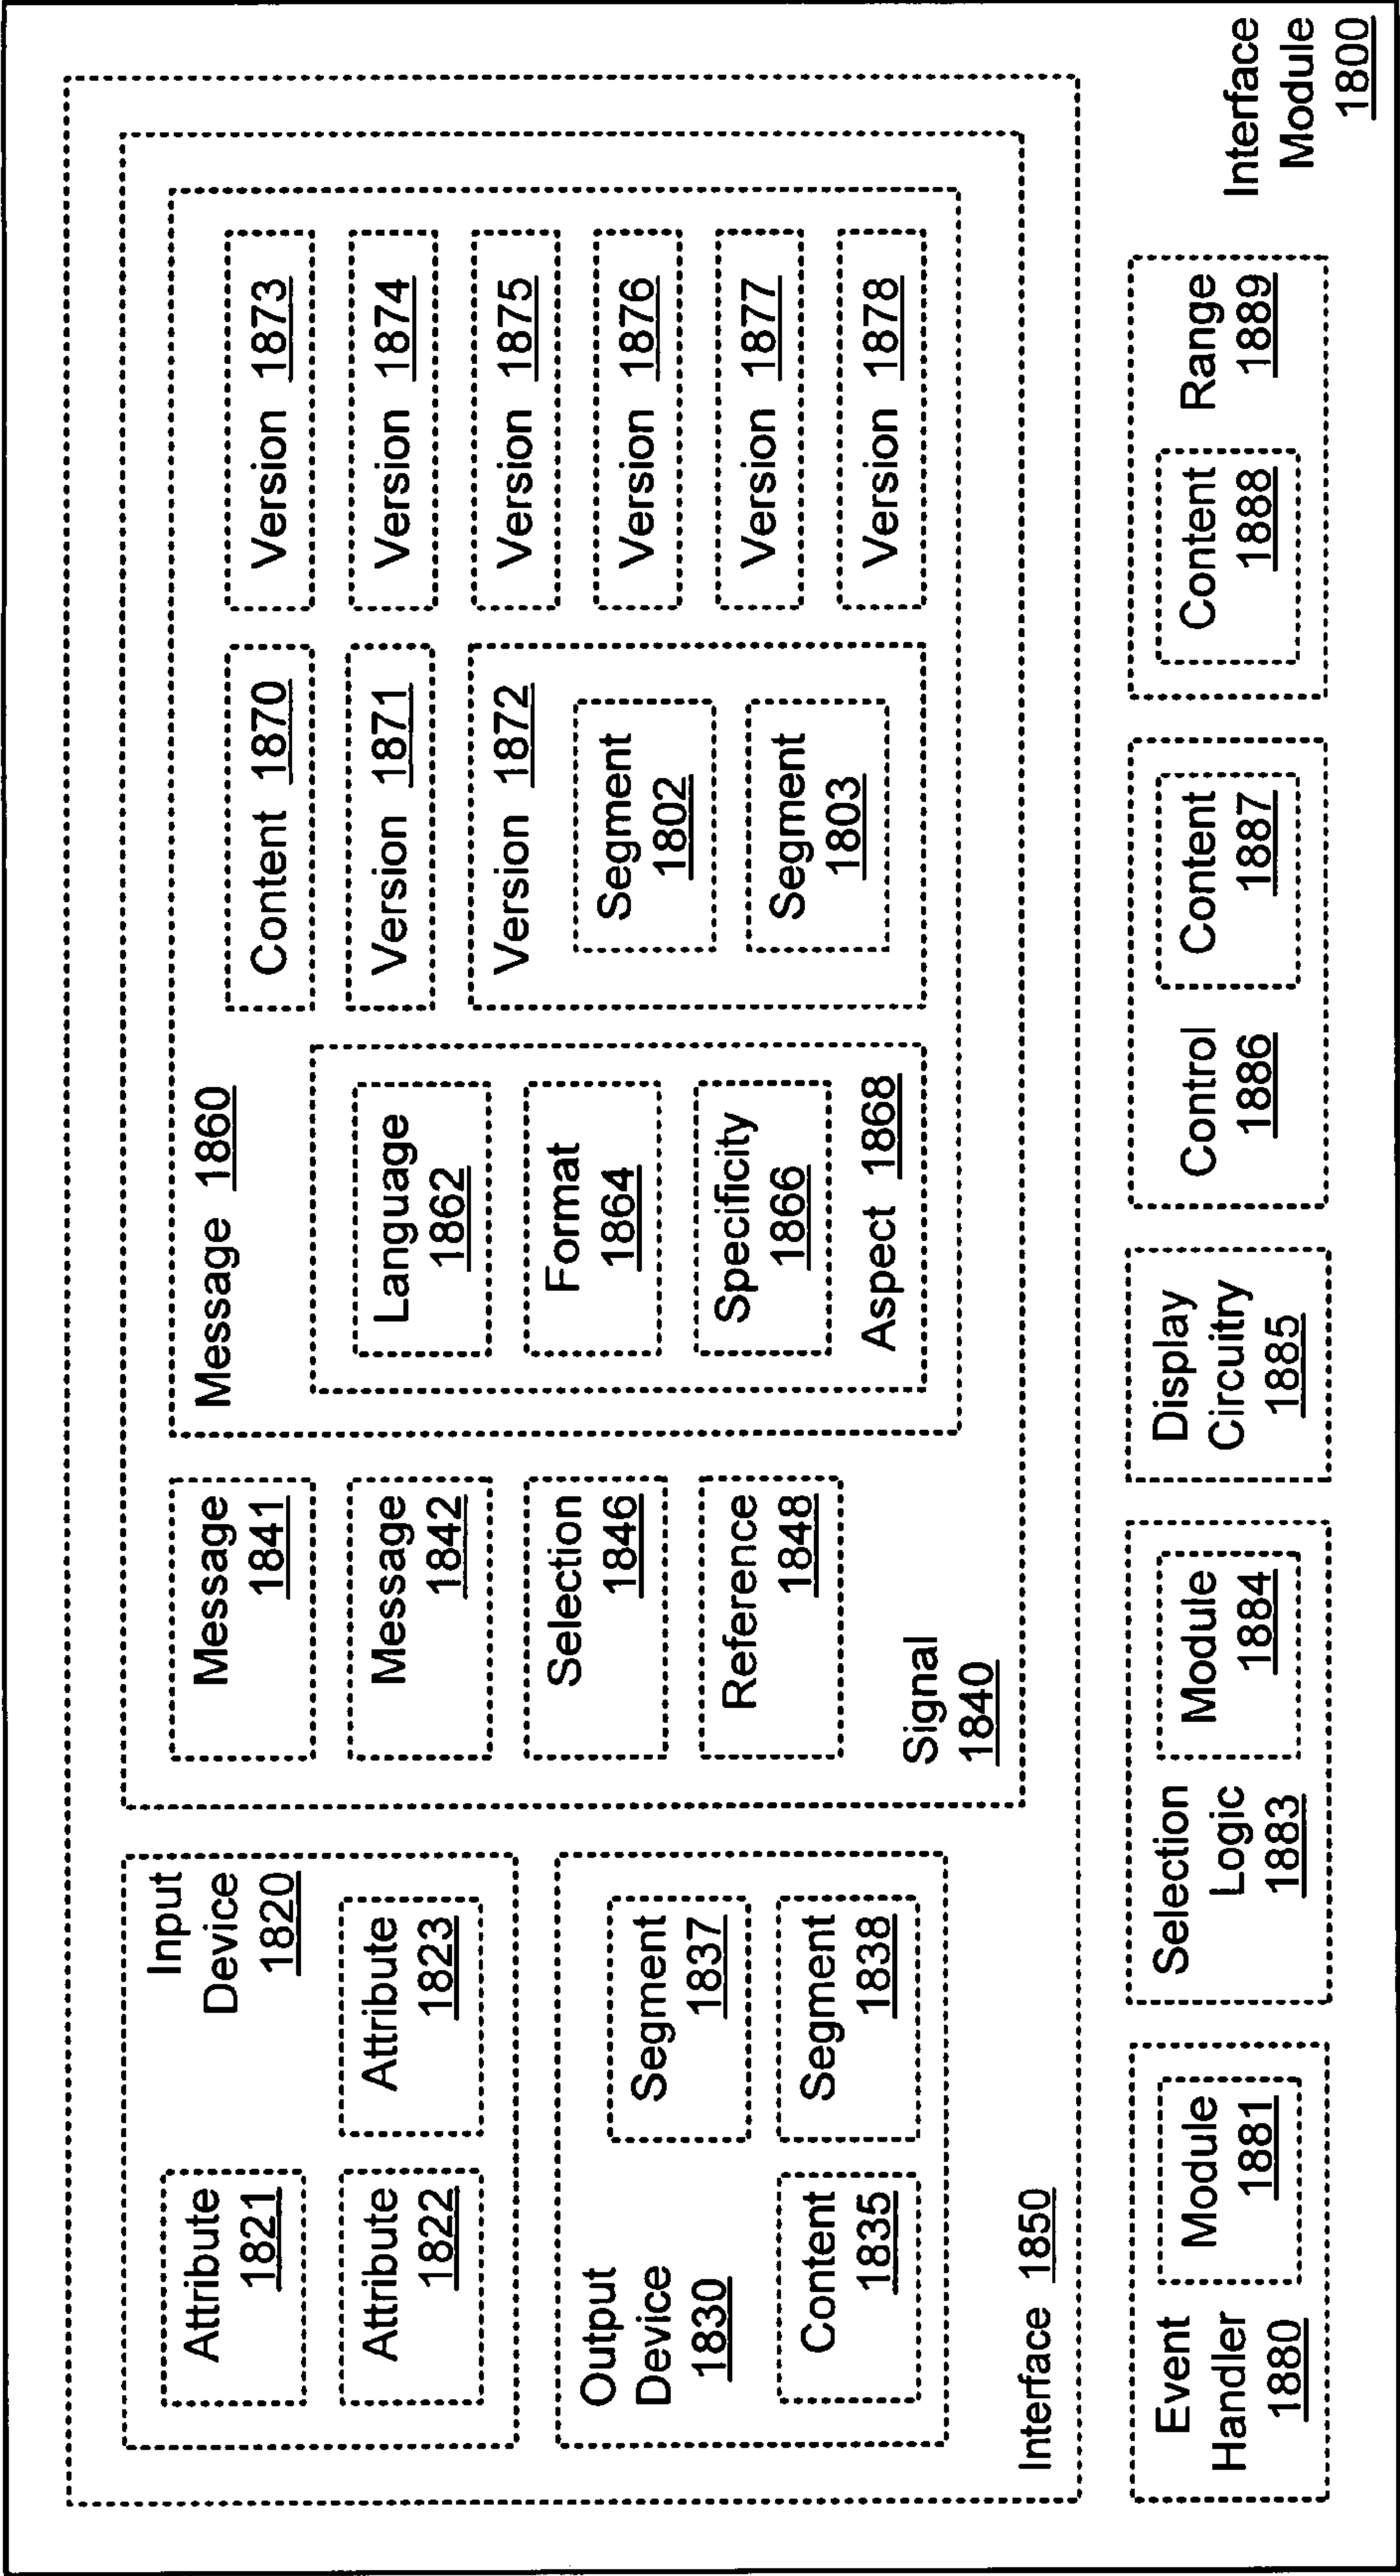 Input
Device
1820
Attribute
1821
Attribute
1822
Attribute
1823
Output
Device
1830
Segment
1837
Content
1835
Segment
1838
Interface 1850
Message
1841
Message
1842
Selection
1846
Reference
1848
Signal
1840
Message 1860
Language
1862
Format
1864
Specificity
1866
Aspect 1868
Content 1870
Version 1871
Version 1872
Segment
1802
Segment
1803
Version 1873
Version 1874
Version 1875
Version 1876
Version 1877
Version 1878
Event
Handler
1880
Module
1881
Selection
Logic
1883
Module
1884
Display
Circuitry
1885
Control
1886
Content
1887
Content
1888
Range
1889
Interface
Module
1800